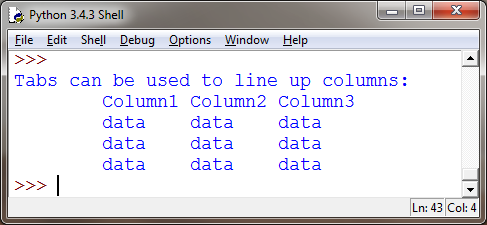 Python 3.4.3 Shell
File Edit Shell Debug Options Window Help
>>>
Tabs can be used to line up columns:
Column1 Column2 Column3
data data data
data data data
data data data
>>>
Ln: 43 Col: 4